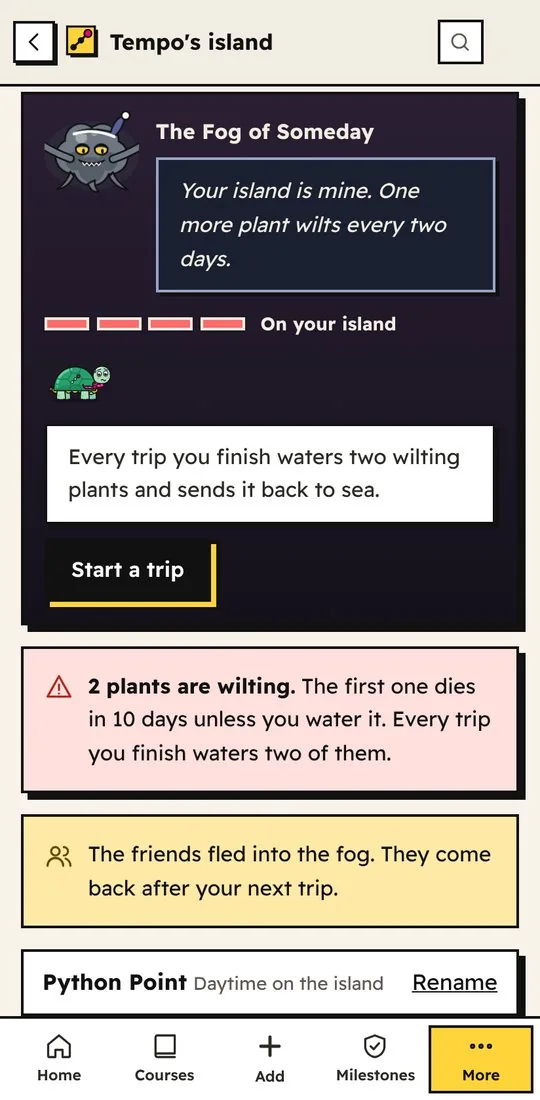 Tempo's island
The Fog of Someday
Your island is mine. One
more plant wilts every two
days.
On your island
Every trip you finish waters two wilting
plants and sends it back to sea.
Start a trip
2 plants are wilting. The first one dies
in 10 days unless you water it. Every trip
you finish waters two of them.
The friends fled into the fog. They come
back after your next trip.
Python Point Daytime on the island Rename
Home Courses Add Milestones More